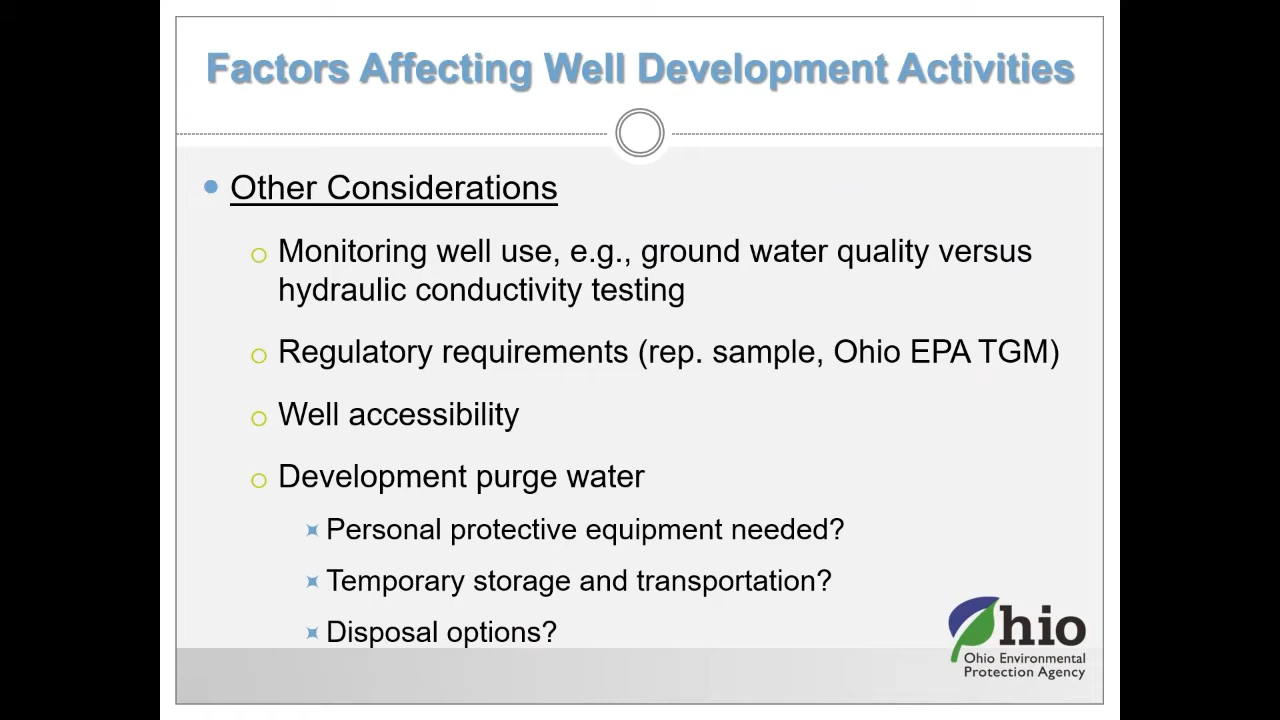 Factors Affecting Well Development Activities
Other Considerations
Monitoring well use, e.g., ground water quality versus
hydraulic conductivity testing
Regulatory requirements (rep. sample, Ohio EPA TGM)
Well accessibility
Development purge water
Personal protective equipment needed?
Temporary storage and transportation?
Disposal options?
Ohio
Ohio Environmental
Protection Agency